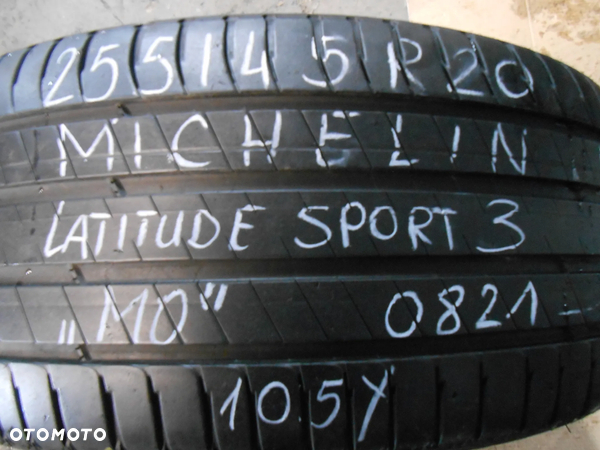 255/45 R20
MICHELIN
LATITUDE SPORT 3
„MO" 0821-
105Y
OTOMOTO